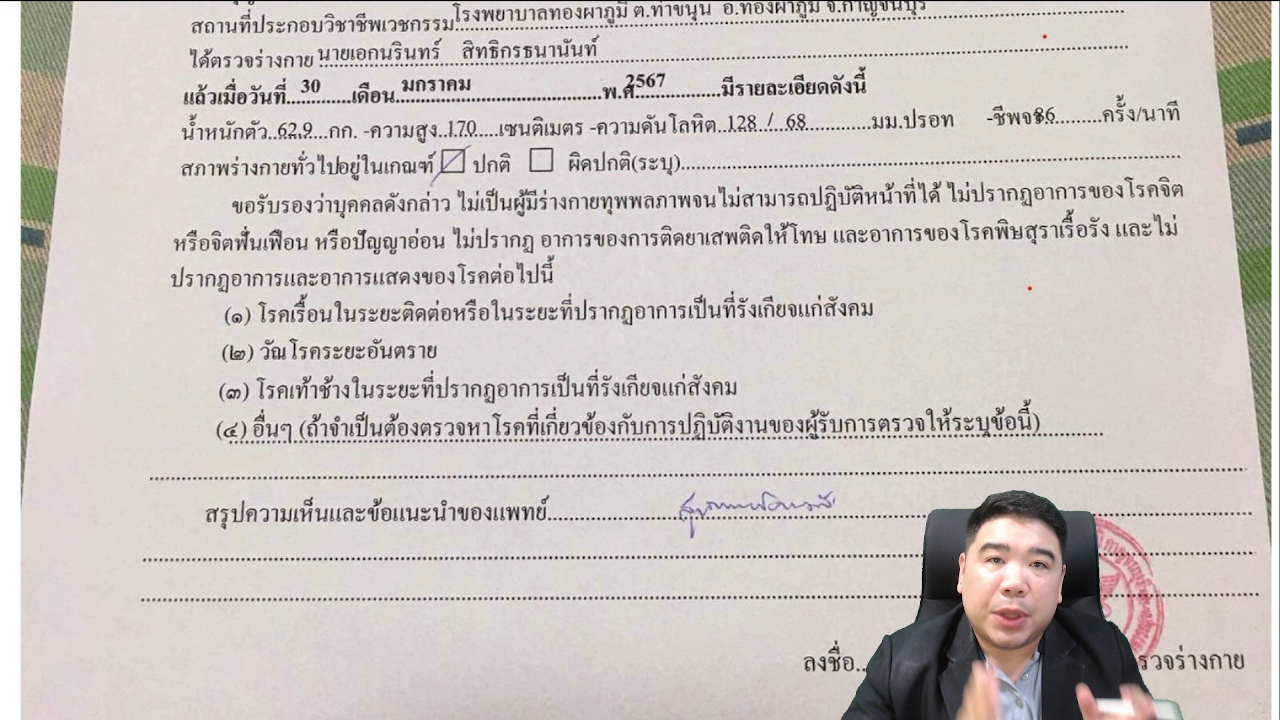 สถานที่ประกอบวิชาชีพเวชกรรม โรงพยาบาลทองผาภูมิ ต.ท่าขนุน อ.ทองผาภูมิ จ.กาญจนบุรี
ได้ตรวจร่างกาย นายเอกนรินทร์ สิทธิกรธนานันท์
แล้วเมื่อวันที่ 30 เดือน มกราคม พ.ศ 2567 มีรายละเอียดดังนี้
น้ำหนักตัว 62.9 กก. -ความสูง 170 เซนติเมตร -ความดันโลหิต 128 / 68 มม.ปรอท -ชีพจร 86 ครั้ง/นาที
สภาพร่างกายทั่วไปอยู่ในเกณฑ์ ปกติ ผิดปกติ(ระบุ)
ขอรับรองว่าบุคคลดังกล่าว ไม่เป็นผู้มีร่างกายทุพพลภาพจนไม่สามารถปฏิบัติหน้าที่ได้ ไม่ปรากฏอาการของโรคจิต
หรือจิตฟั่นเฟือน หรือปัญญาอ่อน ไม่ปรากฏ อาการของการติดยาเสพติดให้โทษ และอาการของโรคพิษสุราเรื้อรัง และไม่
ปรากฏอาการและอาการแสดงของโรคต่อไปนี้
(๑) โรคเรื้อนในระยะติดต่อหรือในระยะที่ปรากฏอาการเป็นที่รังเกียจแก่สังคม
(๒) วัณโรคระยะอันตราย
(๓) โรคเท้าช้างในระยะที่ปรากฏอาการเป็นที่รังเกียจแก่สังคม
(๔) อื่นๆ (ถ้าจำเป็นต้องตรวจหาโรคที่เกี่ยวข้องกับการปฏิบัติงานของผู้รับการตรวจให้ระบุข้อนี้)
สรุปความเห็นและข้อแนะนำของแพทย์
ลงชื่อ